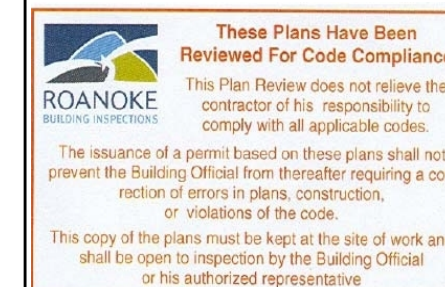 These Plans Have Been
Reviewed For Code Compliance
ROANOKE
BUILDING INSPECTIONS
This Plan Review does not relieve the
contractor of his responsibility to
comply with all applicable codes.
The issuance of a permit based on these plans shall not
prevent the Building Official from thereafter requiring a co
rection of errors in plans, construction,
or violations of the code.
This copy of the plans must be kept at the site of work an
shall be open to inspection by the Building Official
or his authorized representative